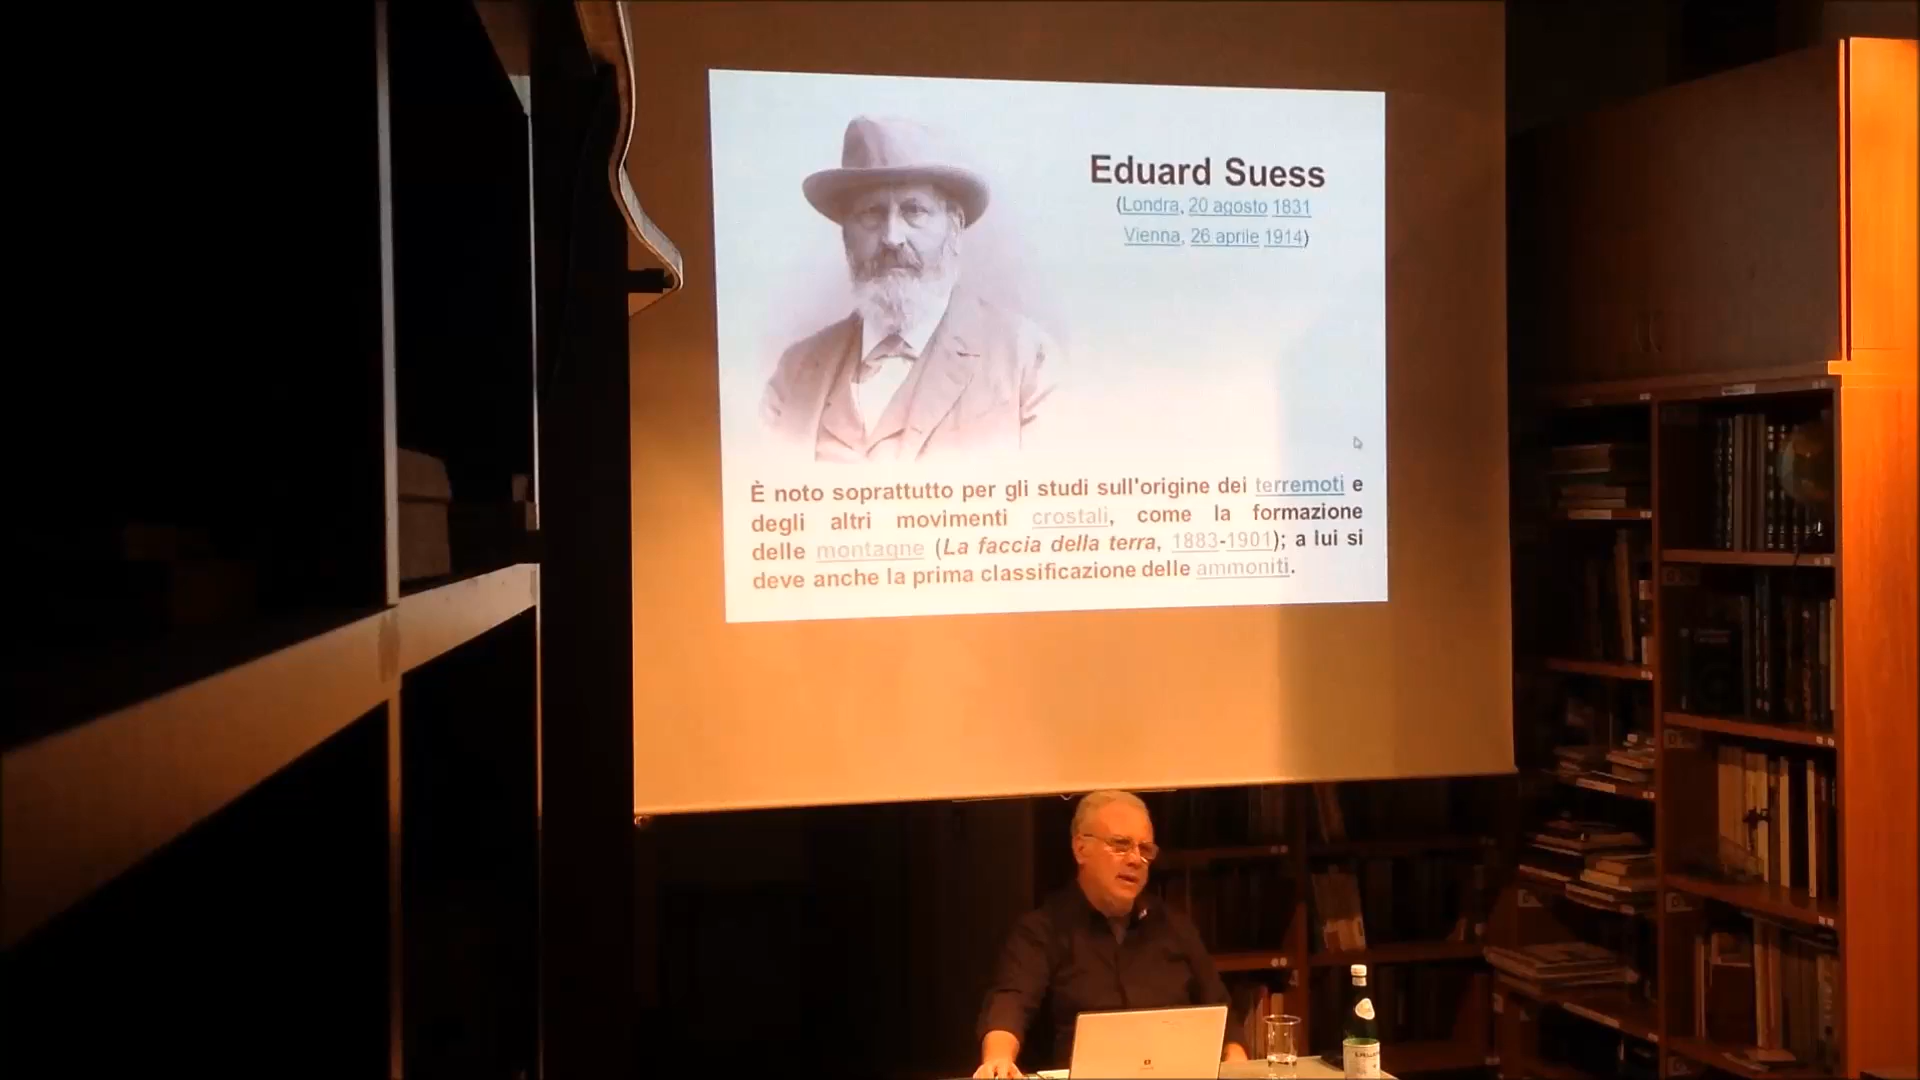 Eduard Suess
(Londra, 20 agosto 1831
Vienna, 26 aprile 1914)
È noto soprattutto per gli studi sull'origine dei terremoti e
degli altri movimenti crostali, come la formazione
delle montagne (La faccia della terra, 1883-1901); a lui si
deve anche la prima classificazione delle ammoniti.